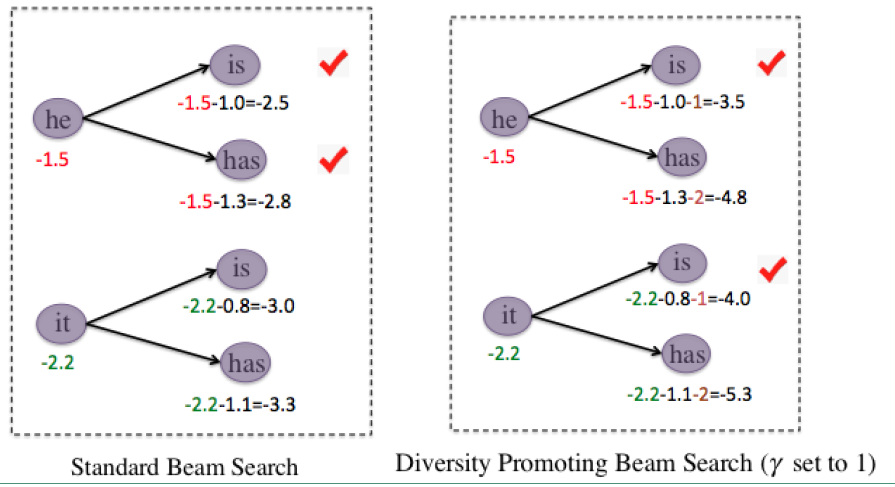 is
-1.5-1.0=-2.5
he
-1.5
has
-1.5-1.3=-2.8
is
-2.2-0.8=-3.0
it
-2.2
has
-2.2-1.1=-3.3
Standard Beam Search
is
-1.5-1.0-1=-3.5
he
-1.5
has
-1.5-1.3-2=-4.8
is
-2.2-0.8-1=-4.0
it
-2.2
has
-2.2-1.1-2=-5.3
Diversity Promoting Beam Search (γ set to 1)